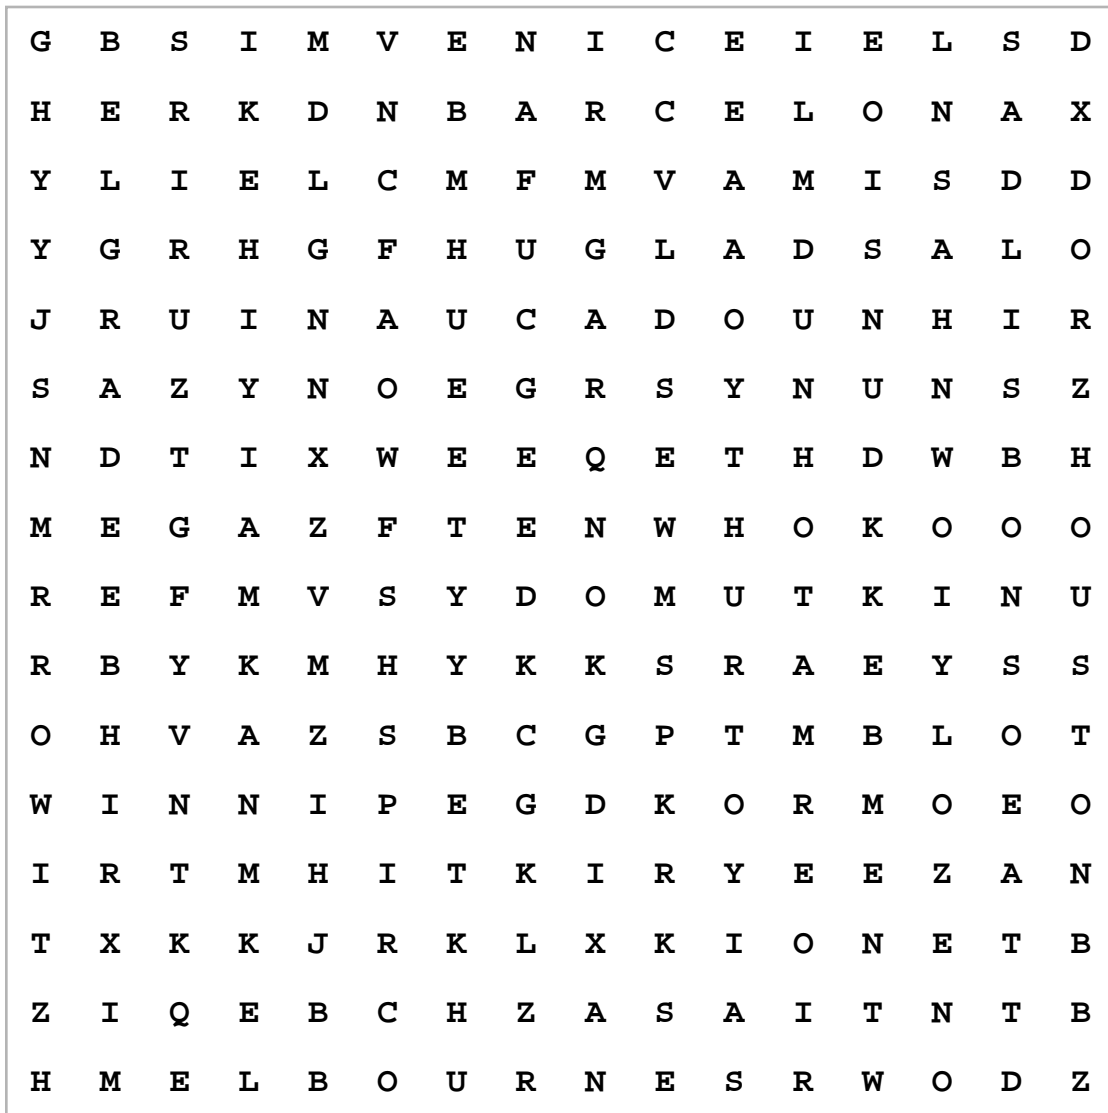 G B S I M V E N I C E I E L S D
H E R K D N B A R C E L O N A X
Y L I E L C M F M V A M I S D D
Y G R H G F H U G L A D S A L O
J R U I N A U C A D O U N H I R
S A Z Y N O E G R S Y N U N S Z
N D T I X W E E Q E T H D W B H
M E G A Z F T E N W H O K O O O
R E F M V S Y D O M U T K I N U
R B Y K M H Y K K S R A E Y S S
O H V A Z S B C G P T M B L O T
W I N N I P E G D K O R M O E O
I R T M H I T K I R Y E E Z A N
T X K K J R K L X K I O N E T B
Z I Q E B C H Z A S A I T N T B
H M E L B O U R N E S R W O D Z